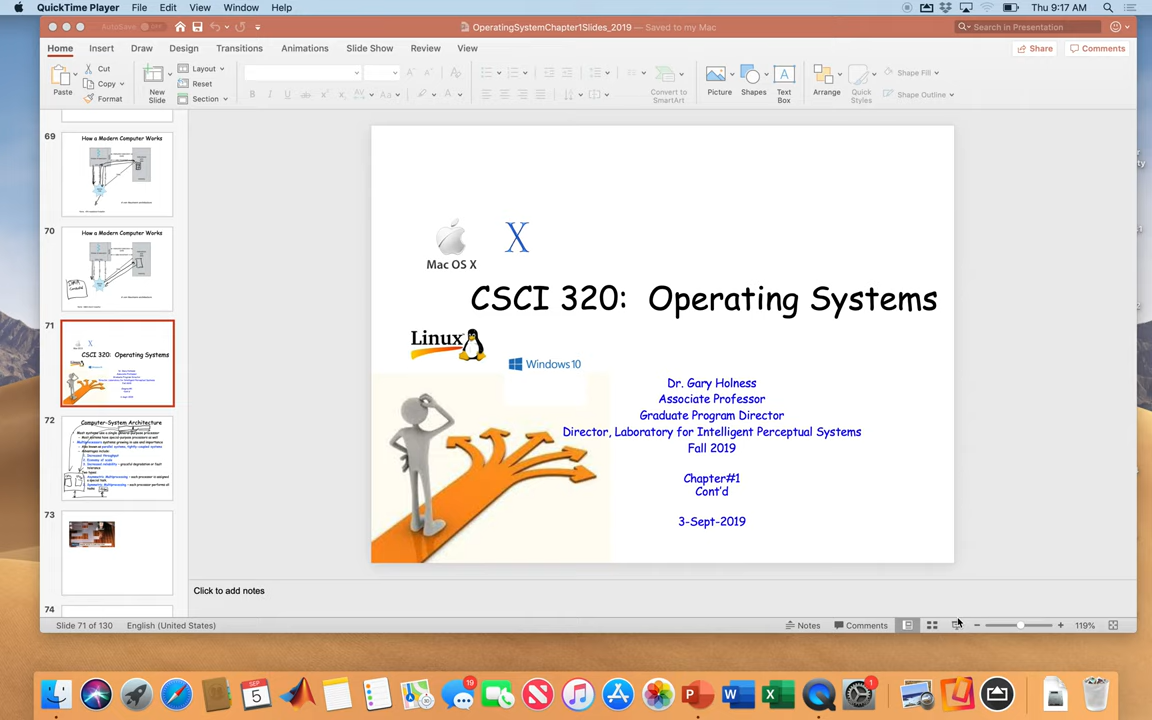 QuickTime Player File Edit View Window Help
Thu 9:17 AM
AutoSave OFF
OperatingSystemChapter1Slides_2019 — Saved to my Mac
Search in Presentation
Home Insert Draw Design Transitions Animations Slide Show Review View
Share Comments
Paste
Cut
Copy
Format
New
Slide
Layout
Reset
Section
Convert to
SmartArt
Picture
Shapes
Text
Box
Arrange
Quick
Styles
Shape Fill
Shape Outline
69
How a Modern Computer Works
70
How a Modern Computer Works
71
CSCI 320: Operating Systems
72
Computer-System Architecture
73
74
Mac OS X
X
CSCI 320: Operating Systems
Linux
Windows 10
Dr. Gary Holness
Associate Professor
Graduate Program Director
Director, Laboratory for Intelligent Perceptual Systems
Fall 2019
Chapter#1
Cont'd
3-Sept-2019
Click to add notes
Slide 71 of 130 English (United States)
Notes Comments
119%
SEP
5
19
1